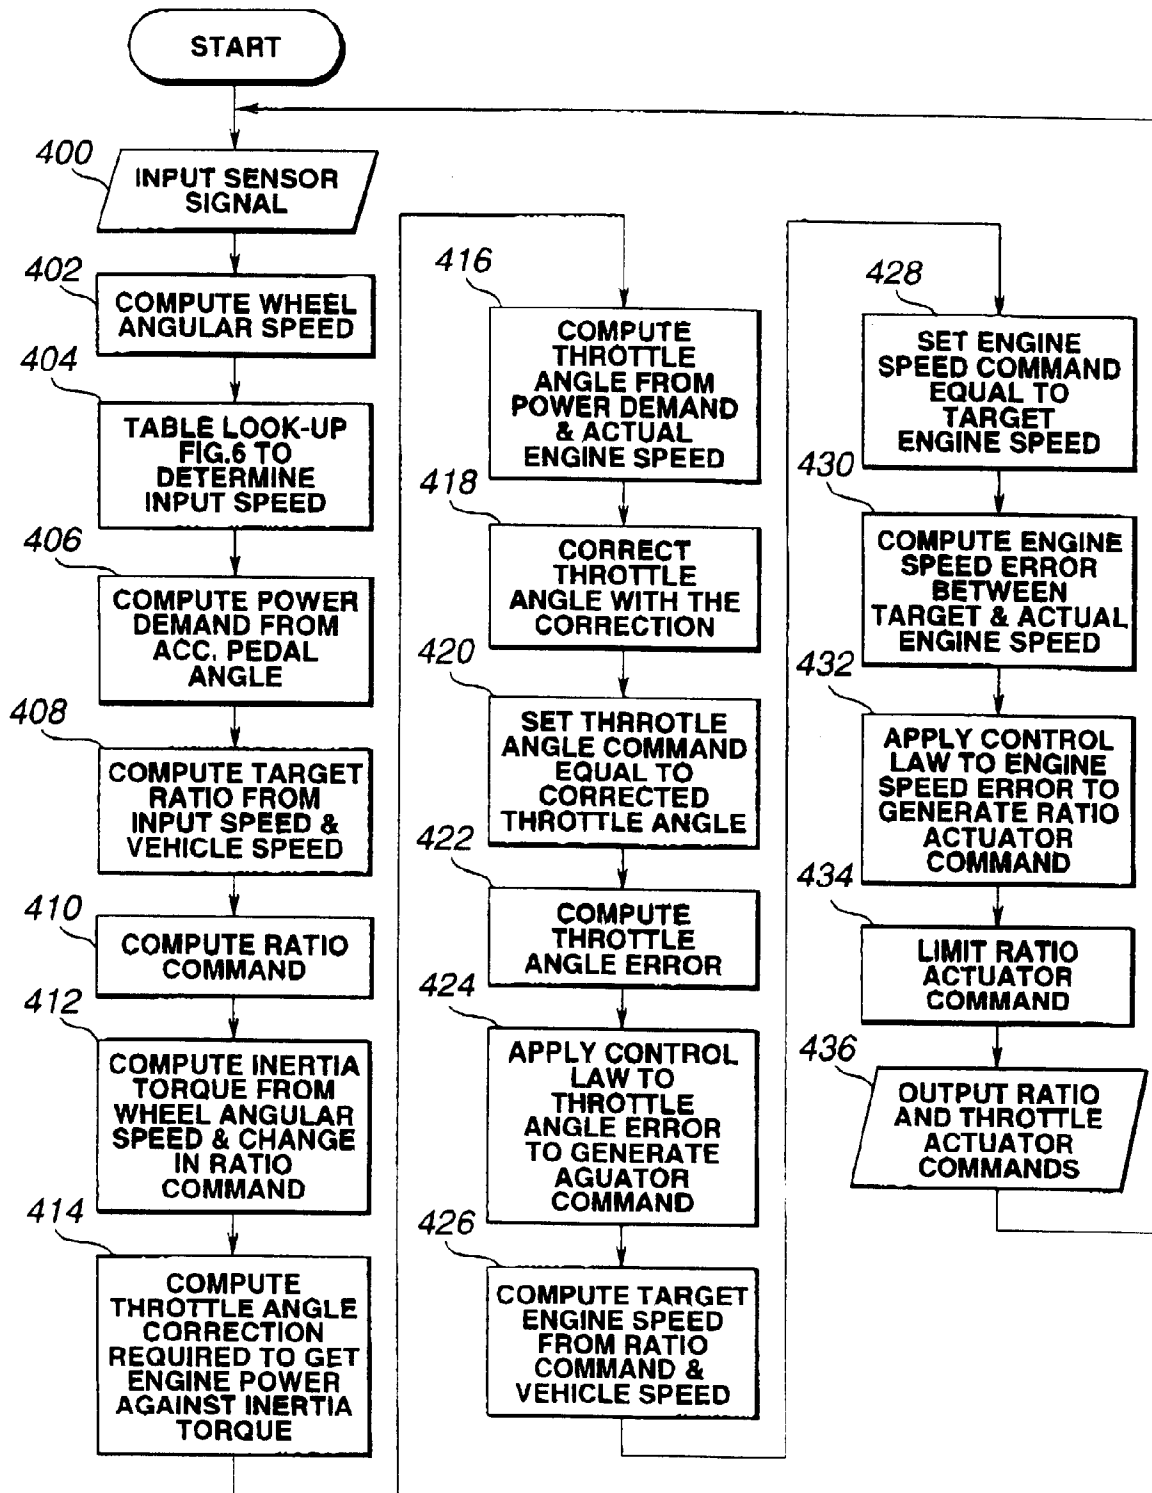 START
400
INPUT SENSOR
SIGNAL
402
COMPUTE WHEEL
ANGULAR SPEED
404
TABLE LOOK-UP
FIG.6 TO
DETERMINE
INPUT SPEED
406
COMPUTE POWER
DEMAND FROM
ACC. PEDAL
ANGLE
408
COMPUTE TARGET
RATIO FROM
INPUT SPEED &
VEHICLE SPEED
410
COMPUTE RATIO
COMMAND
412
COMPUTE INERTIA
TORQUE FROM
WHEEL ANGULAR
SPEED & CHANGE
IN RATIO
COMMAND
414
COMPUTE
THROTTLE ANGLE
CORRECTION
REQUIRED TO GET
ENGINE POWER
AGAINST INERTIA
TORQUE
416
COMPUTE
THROTTLE
ANGLE FROM
POWER DEMAND
& ACTUAL
ENGINE SPEED
418
CORRECT
THROTTLE
ANGLE WITH THE
CORRECTION
420
SET THRROTLE
ANGLE COMMAND
EQUAL TO
CORRECTED
THROTTLE ANGLE
422
COMPUTE
THROTTLE
ANGLE ERROR
424
APPLY CONTROL
LAW TO
THROTTLE
ANGLE ERROR
TO GENERATE
AGUATOR
COMMAND
426
COMPUTE TARGET
ENGINE SPEED
FROM RATIO
COMMAND &
VEHICLE SPEED
428
SET ENGINE
SPEED COMMAND
EQUAL TO
TARGET
ENGINE SPEED
430
COMPUTE ENGINE
SPEED ERROR
BETWEEN
TARGET & ACTUAL
ENGINE SPEED
432
APPLY CONTROL
LAW TO ENGINE
SPEED ERROR TO
GENERATE RATIO
ACTUATOR
COMMAND
434
LIMIT RATIO
ACTUATOR
COMMAND
436
OUTPUT RATIO
AND THROTTLE
ACTUATOR
COMMANDS